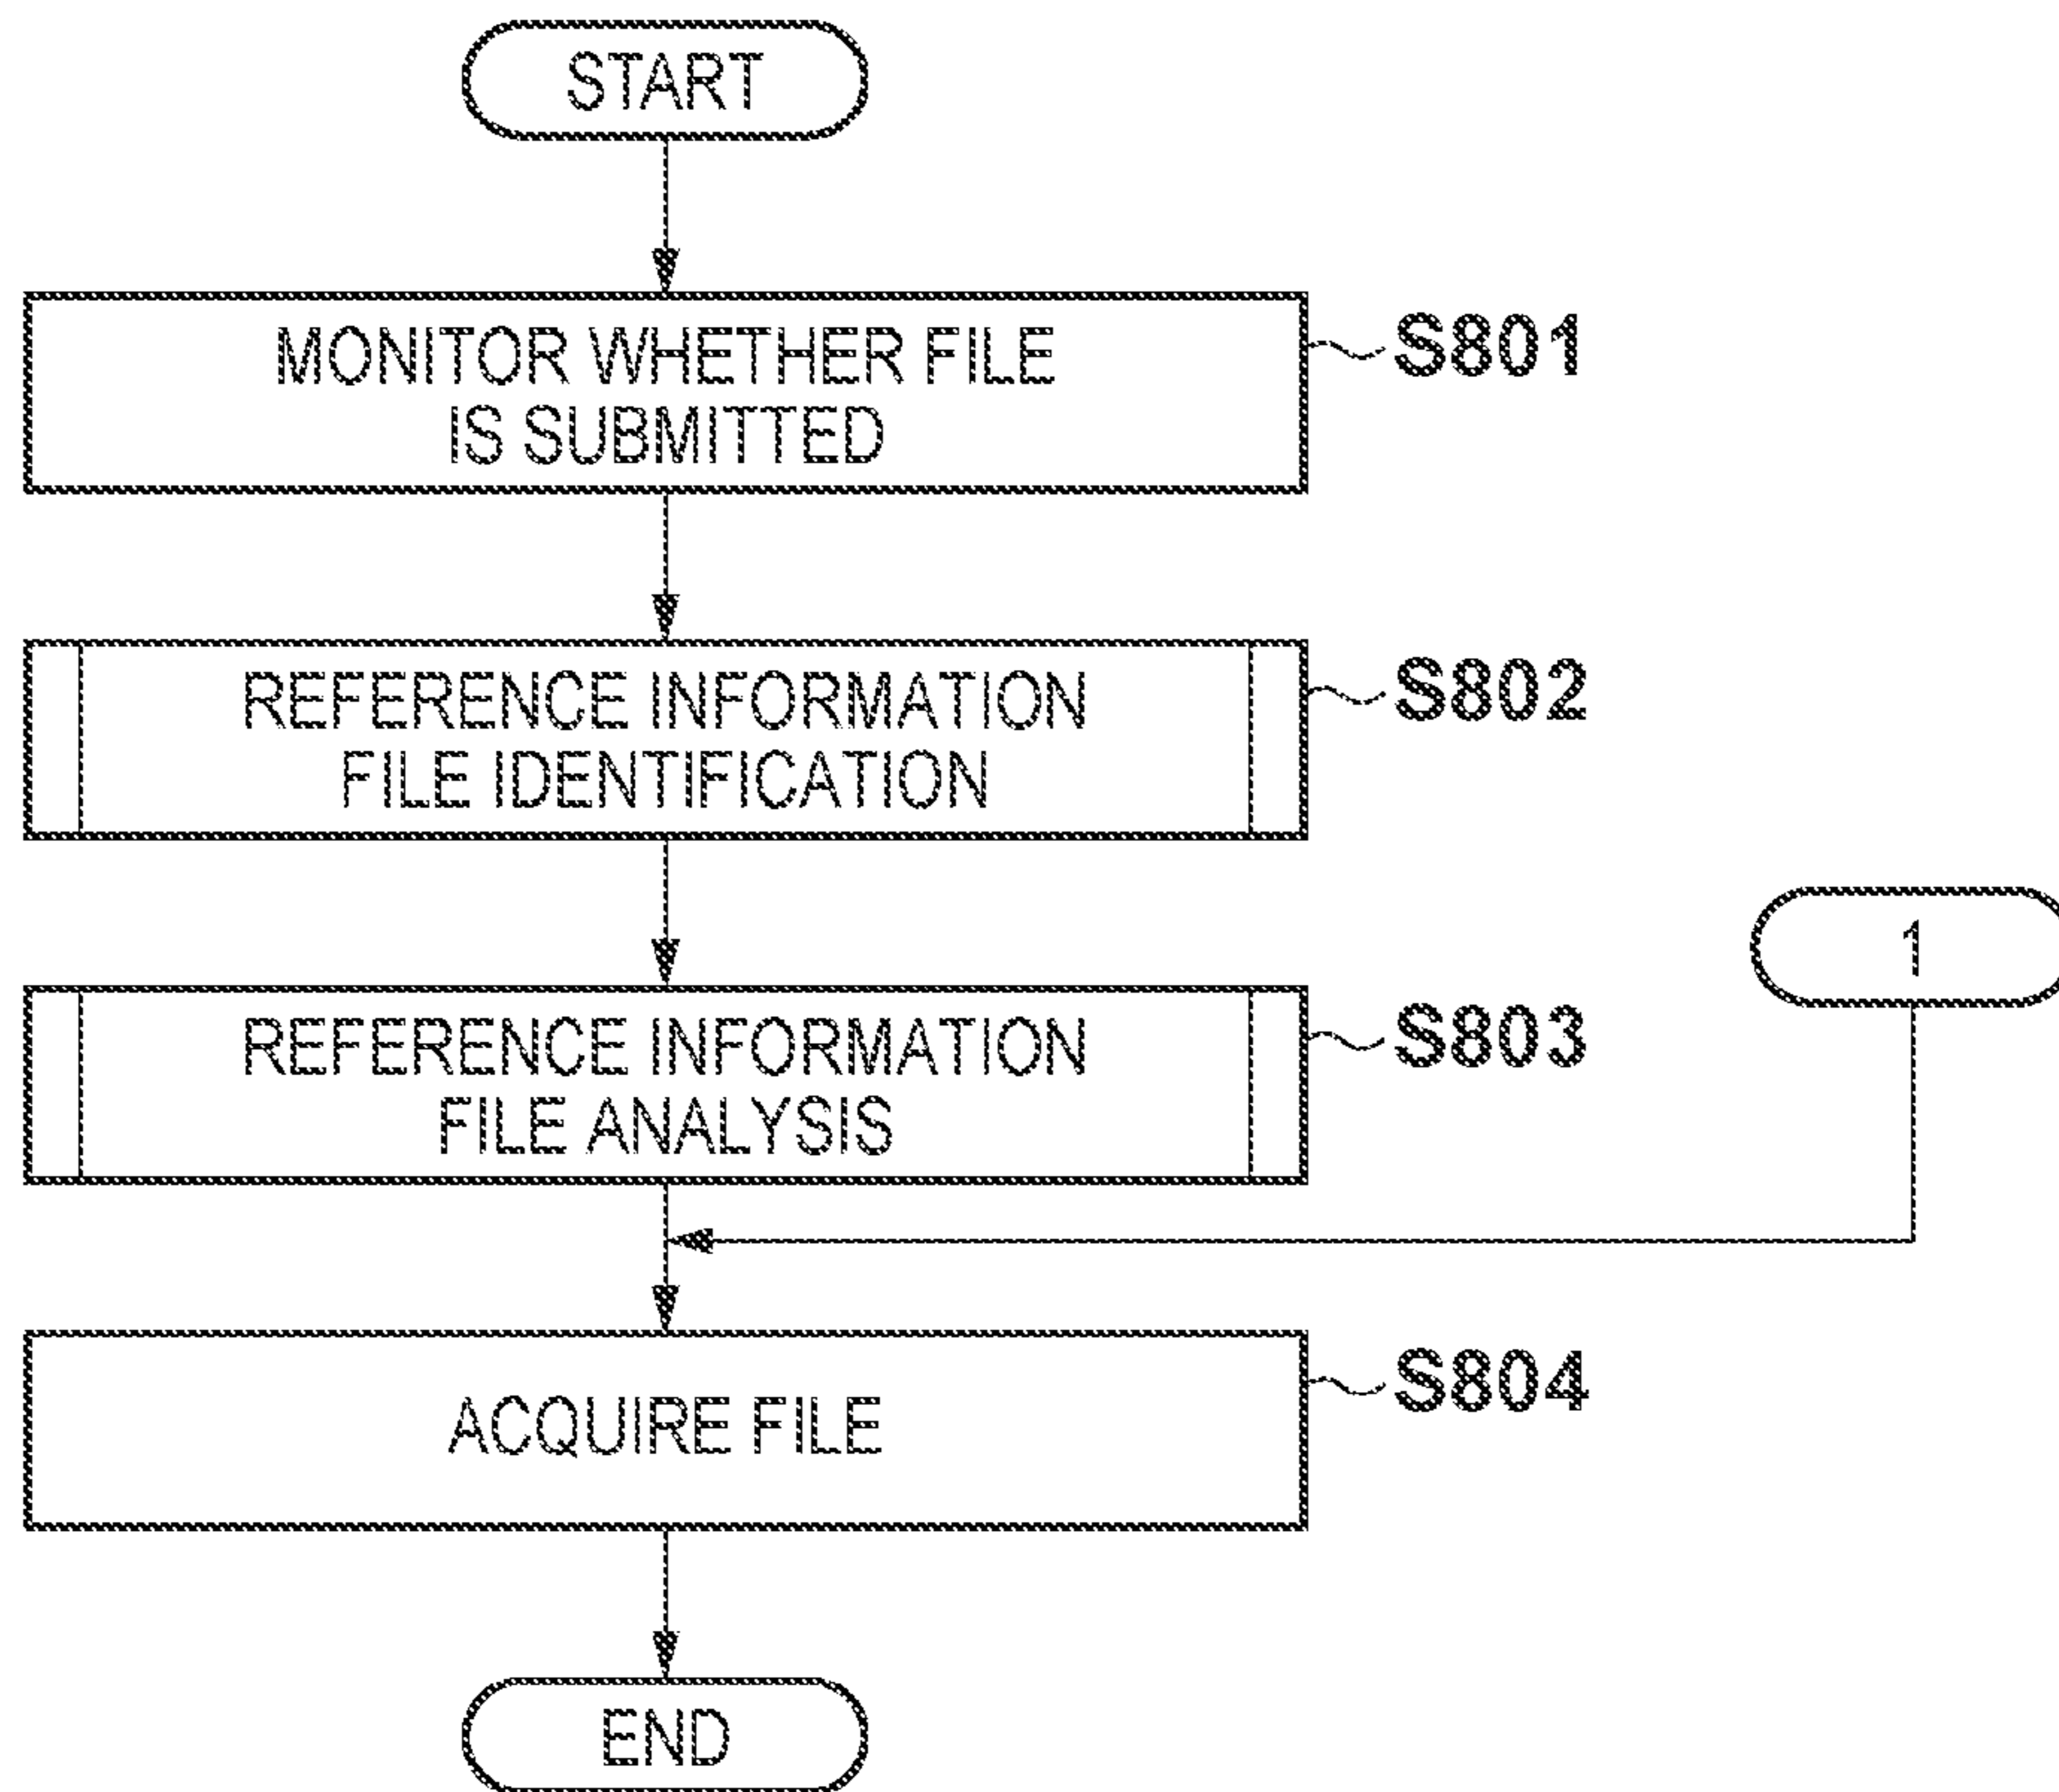 START
MONITOR WHETHER FILE
IS SUBMITTED
S801
REFERENCE INFORMATION
FILE IDENTIFICATION
S802
1
REFERENCE INFORMATION
FILE ANALYSIS
S803
ACQUIRE FILE
S804
END